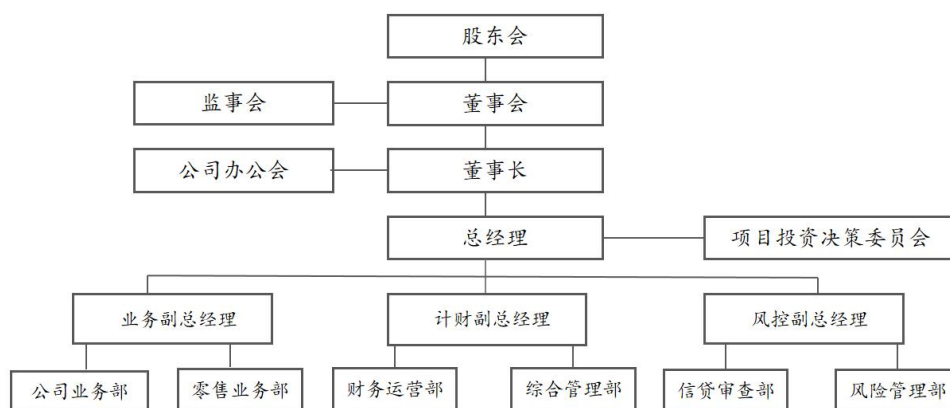 股东会
监事会
董事会
公司办公会
董事长
总经理
项目投资决策委员会
业务副总经理
计财副总经理
风控副总经理
公司业务部
零售业务部
财务运营部
综合管理部
信贷审查部
风险管理部